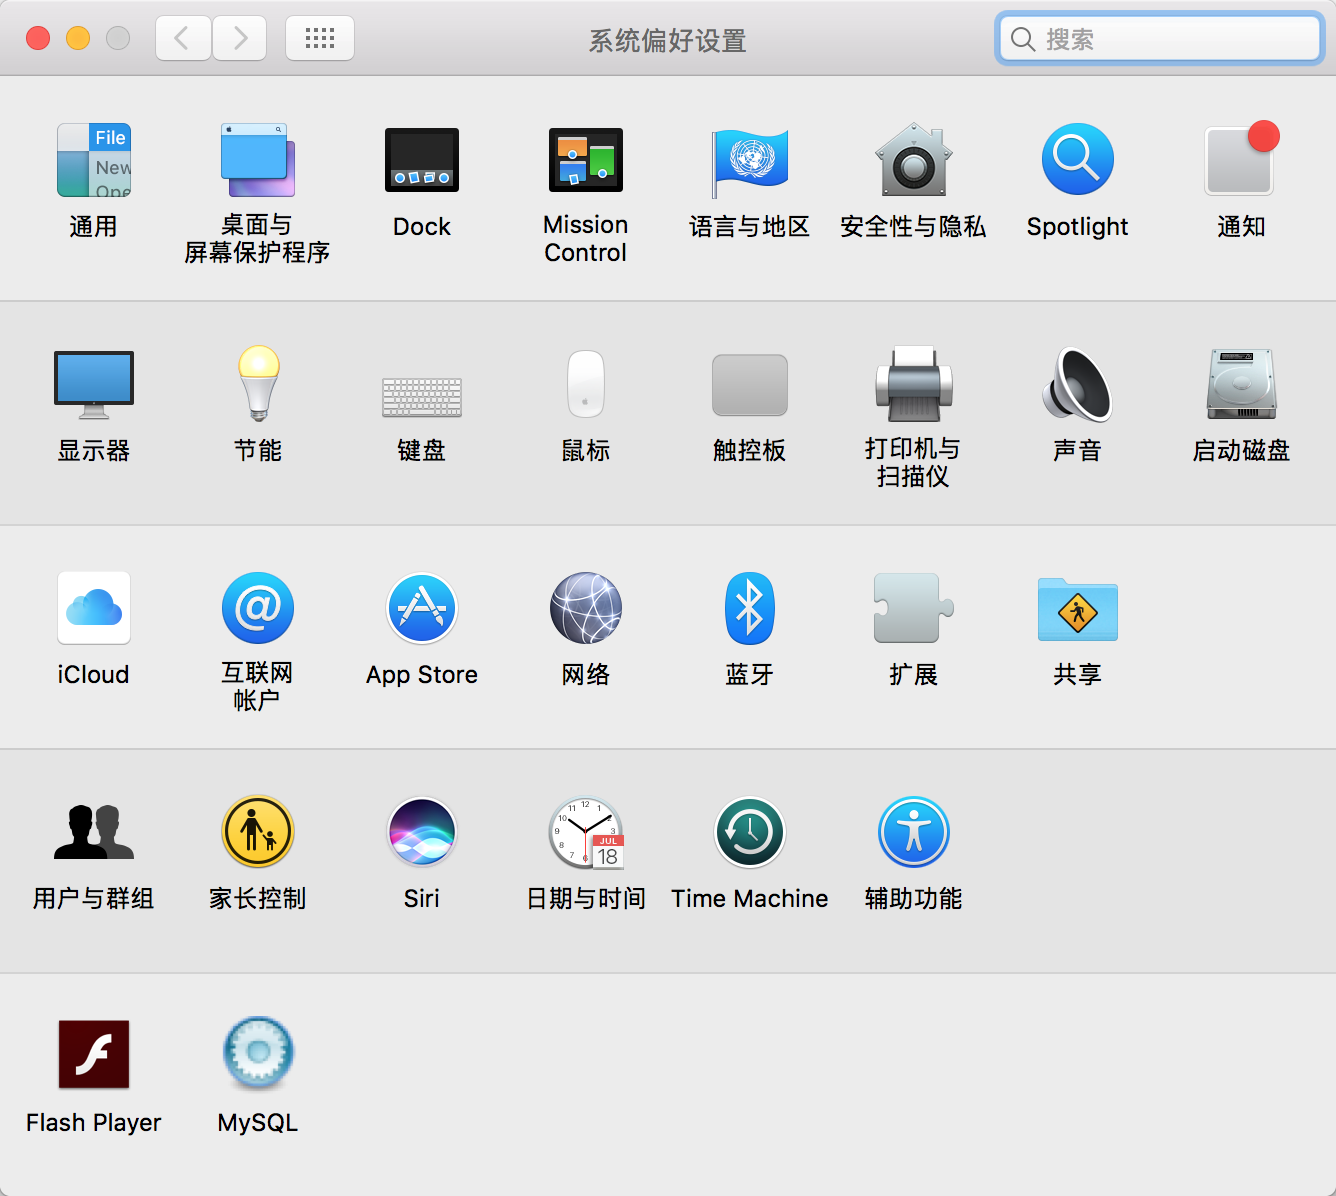 系统偏好设置
搜索
File
New
Open
通用
桌面与
屏幕保护程序
Dock
Mission
Control
语言与地区
安全性与隐私
Spotlight
通知
显示器
节能
键盘
鼠标
触控板
打印机与
扫描仪
声音
启动磁盘
iCloud
互联网
帐户
App Store
网络
蓝牙
扩展
共享
JUL
18
用户与群组
家长控制
Siri
日期与时间
Time Machine
辅助功能
Flash Player
MySQL